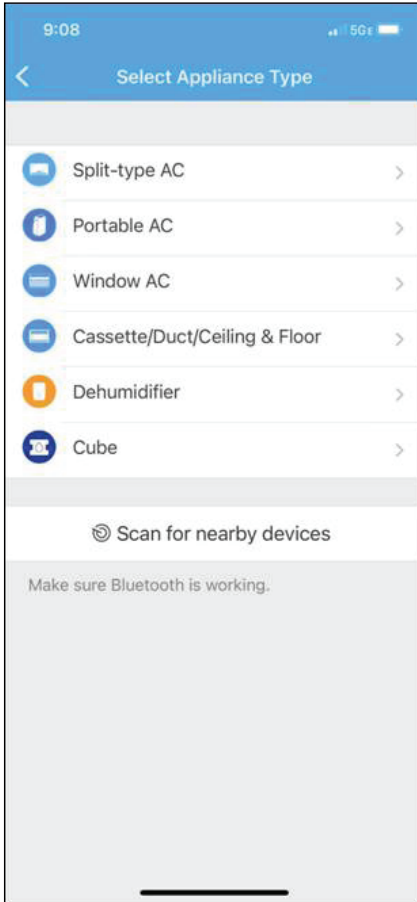 9:08
5GE
Select Appliance Type
Split-type AC
Portable AC
Window AC
Cassette/Duct/Ceiling & Floor
Dehumidifier
Cube
Scan for nearby devices
Make sure Bluetooth is working.